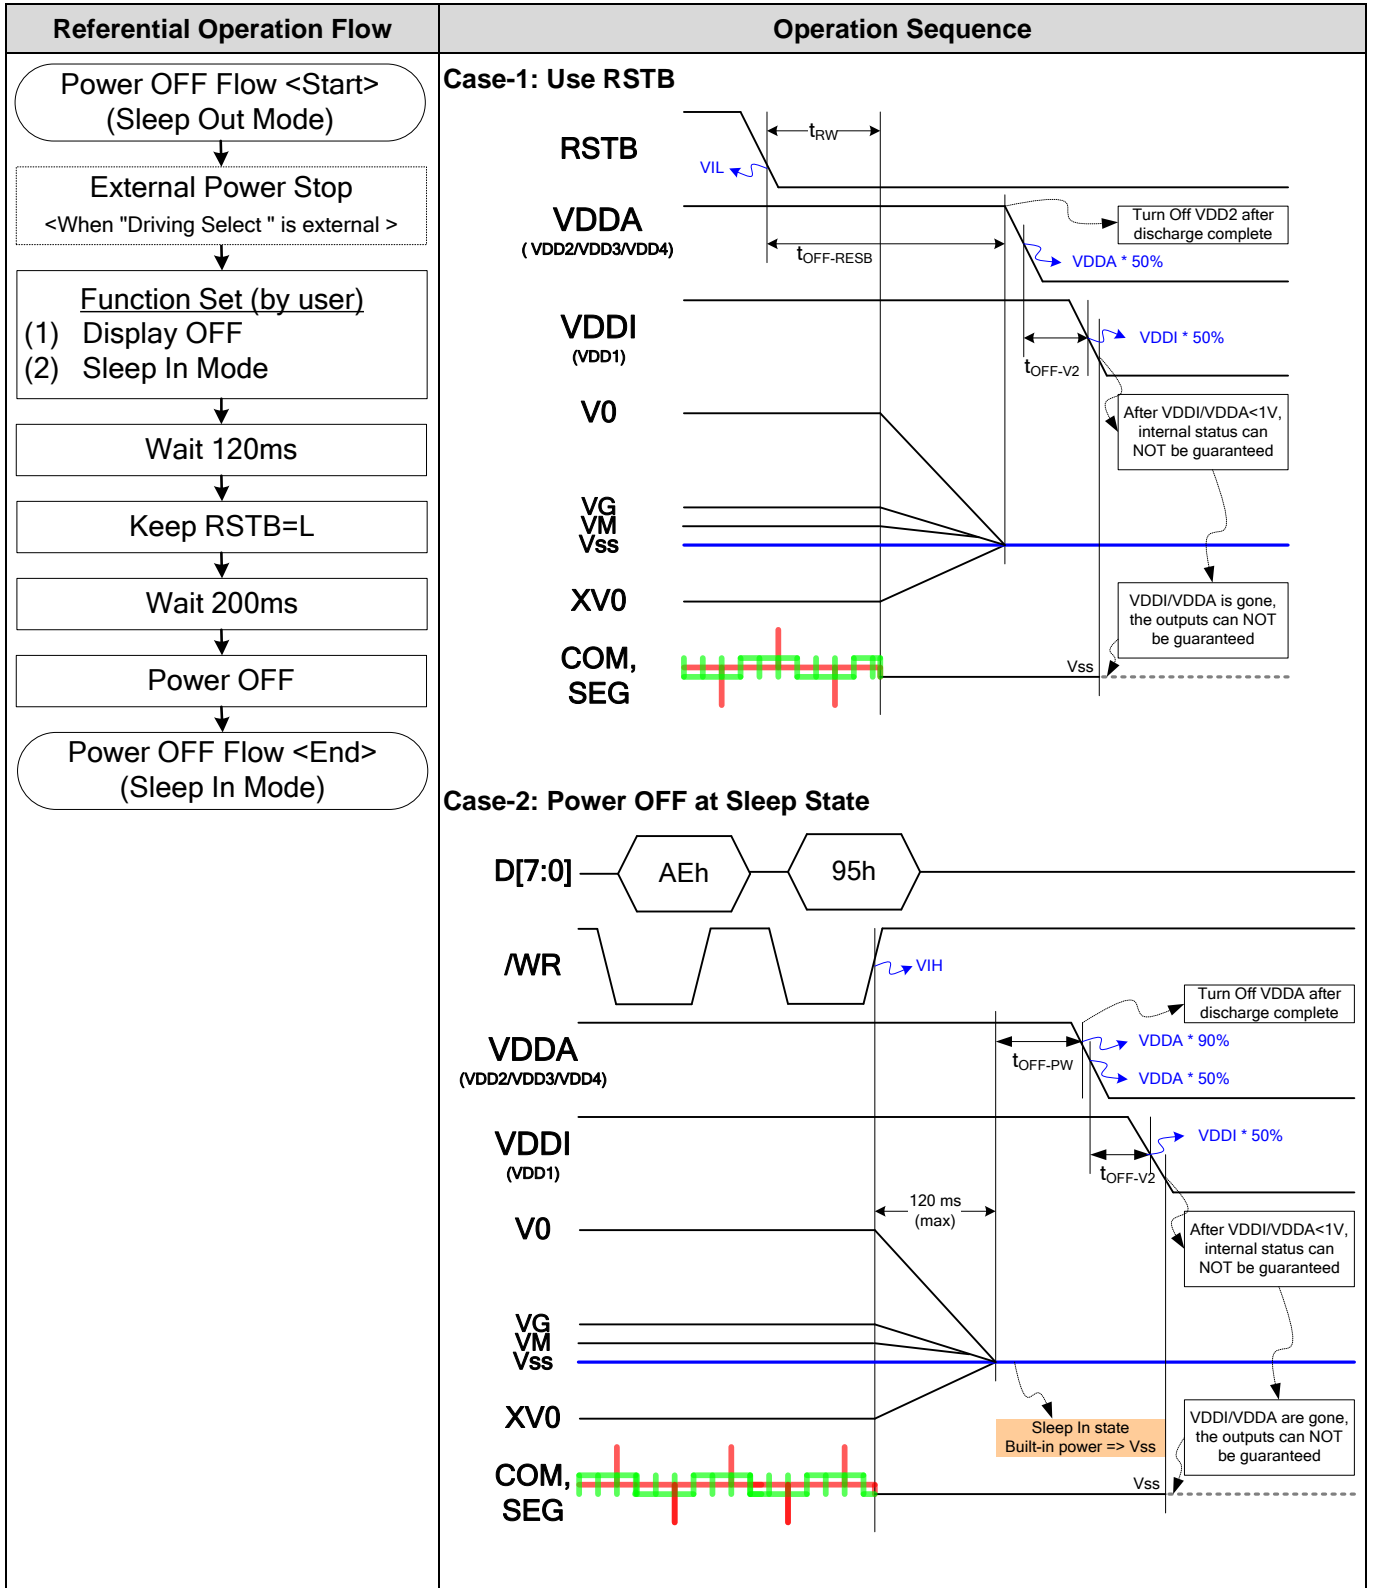 Referential Operation Flow
Operation Sequence
Power OFF Flow <Start>
(Sleep Out Mode)
External Power Stop
<When "Driving Select " is external >
Function Set (by user)
(1) Display OFF
(2) Sleep In Mode
Wait 120ms
Keep RSTB=L
Wait 200ms
Power OFF
Power OFF Flow <End>
(Sleep In Mode)
Case-1: Use RSTB
RSTB
tRW
VIL
VDDA
( VDD2/VDD3/VDD4)
tOFF-RESB
Turn Off VDD2 after
discharge complete
VDDA * 50%
VDDI
(VDD1)
tOFF-V2
VDDI * 50%
V0
After VDDI/VDDA<1V,
internal status can
NOT be guaranteed
VG
VM
Vss
XV0
VDDI/VDDA is gone,
the outputs can NOT
be guaranteed
COM,
SEG
Vss
Case-2: Power OFF at Sleep State
D[7:0]
AEh
95h
/WR
VIH
Turn Off VDDA after
discharge complete
VDDA
(VDD2/VDD3/VDD4)
tOFF-PW
VDDA * 90%
VDDA * 50%
VDDI
(VDD1)
tOFF-V2
VDDI * 50%
120 ms
(max)
V0
After VDDI/VDDA<1V,
internal status can
NOT be guaranteed
VG
VM
Vss
XV0
Sleep In state
Built-in power => Vss
VDDI/VDDA are gone,
the outputs can NOT
be guaranteed
COM,
SEG
Vss